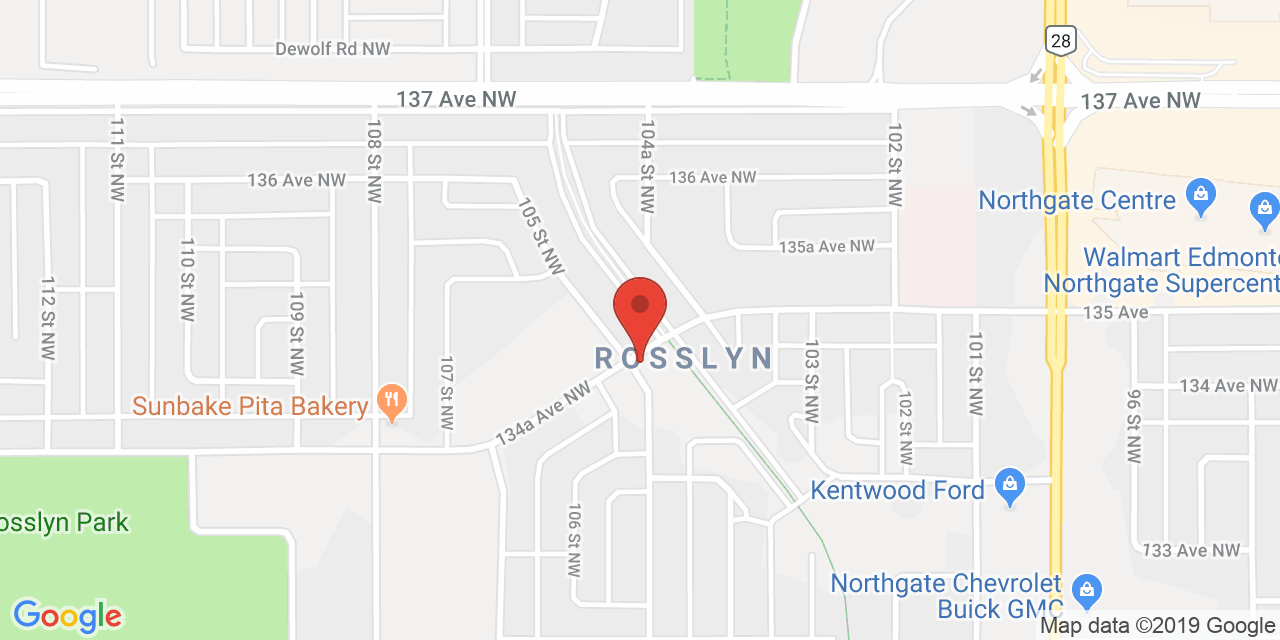 Dewolf Rd NW
28
137 Ave NW
137 Ave NW
111 St NW
108 St NW
104a St NW
102 St NW
136 Ave NW
136 Ave NW
Northgate Centre
105 St NW
135a Ave NW
110 St NW
Walmart Edmonto
Northgate Supercent
112 St NW
109 St NW
135 Ave
ROSSLYN
103 St NW
101 St NW
107 St NW
134 Ave NW
Sunbake Pita Bakery
134a Ave NW
102 St NW
96 St NW
Kentwood Ford
osslyn Park
106 St NW
133 Ave NW
Northgate Chevrolet
Buick GMC
Google
Map data ©2019 Google